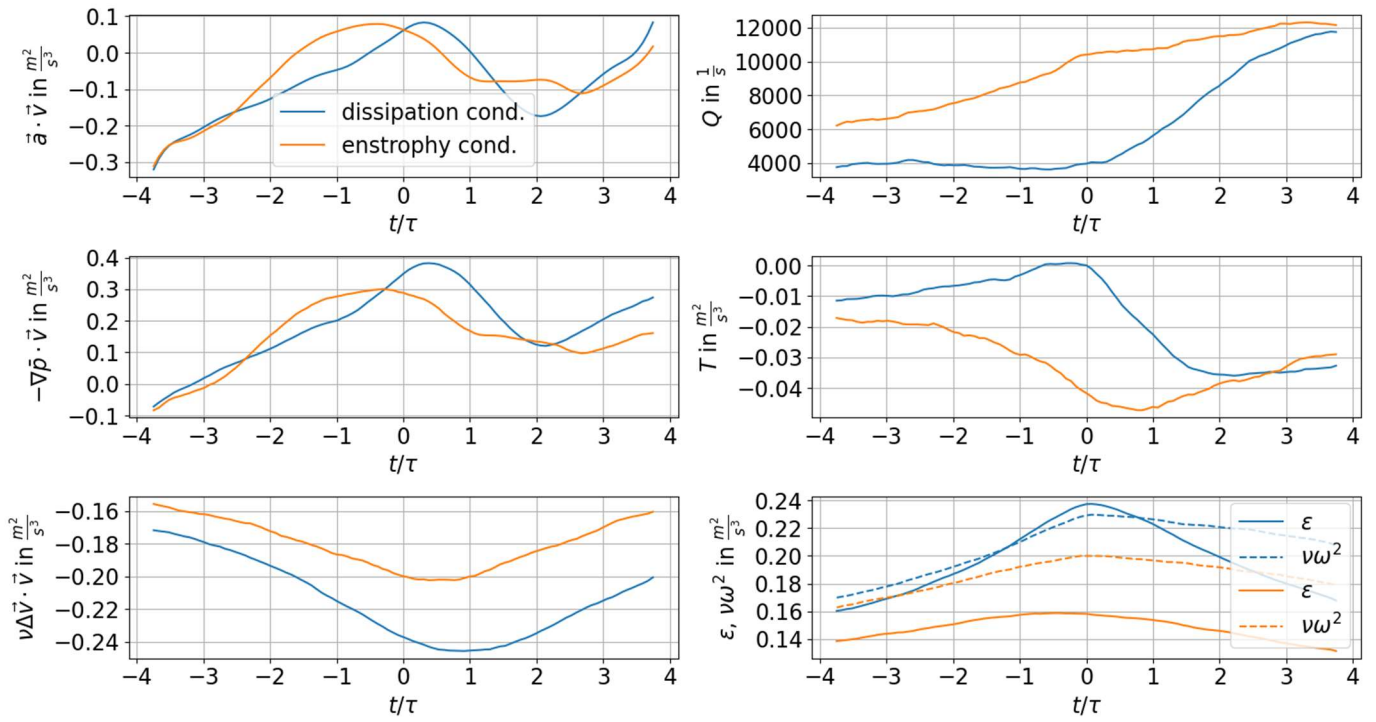 0.1
0.0
−0.1
−0.2
−0.3
a⃗ · v⃗ in m²/s³
dissipation cond.
enstrophy cond.
−4 −3 −2 −1 0 1 2 3 4
t/τ
12000
10000
8000
6000
4000
Q in 1/s
−4 −3 −2 −1 0 1 2 3 4
t/τ
0.4
0.3
0.2
0.1
0.0
−0.1
−∇p̄ · v⃗ in m²/s³
−4 −3 −2 −1 0 1 2 3 4
t/τ
0.00
−0.01
−0.02
−0.03
−0.04
T in m²/s³
−4 −3 −2 −1 0 1 2 3 4
t/τ
−0.16
−0.18
−0.20
−0.22
−0.24
νΔv⃗ · v⃗ in m²/s³
−4 −3 −2 −1 0 1 2 3 4
t/τ
0.24
0.22
0.20
0.18
0.16
0.14
ε, νω² in m²/s³
ε
νω²
ε
νω²
−4 −3 −2 −1 0 1 2 3 4
t/τ